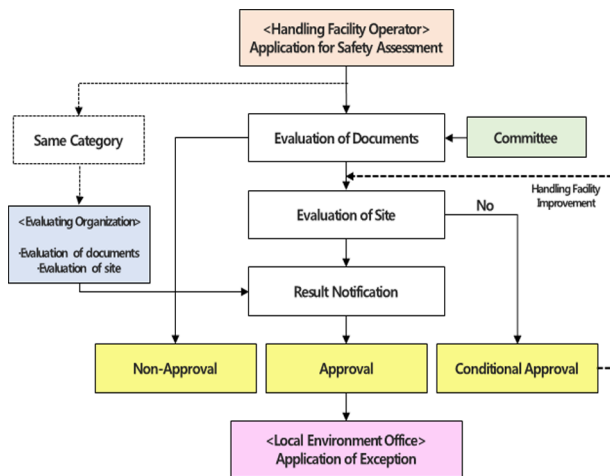 <Handling Facility Operator>
Application for Safety Assessment
Same Category
Evaluation of Documents
Committee
Handling Facility
Improvement
<Evaluating Organization>
·Evaluation of documents
·Evaluation of site
Evaluation of Site
No
Result Notification
Non-Approval
Approval
Conditional Approval
<Local Environment Office>
Application of Exception